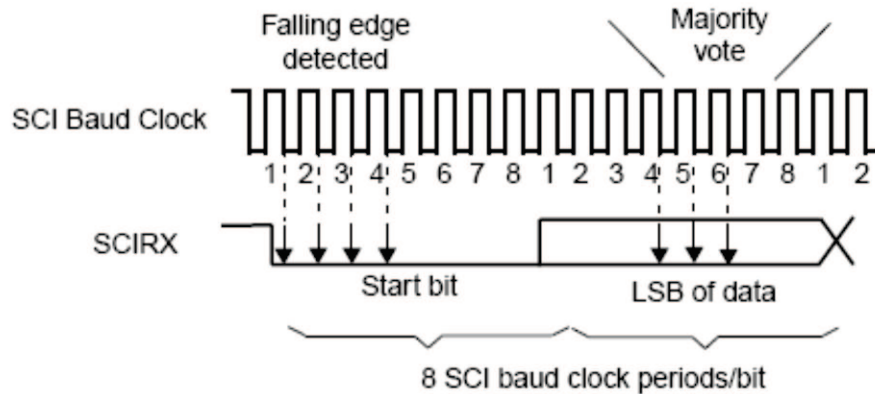 Falling edge
detected
Majority
vote
SCI Baud Clock
1 2 3 4 5 6 7 8 1 2 3 4 5 6 7 8 1 2
SCIRX
Start bit
LSB of data
8 SCI baud clock periods/bit